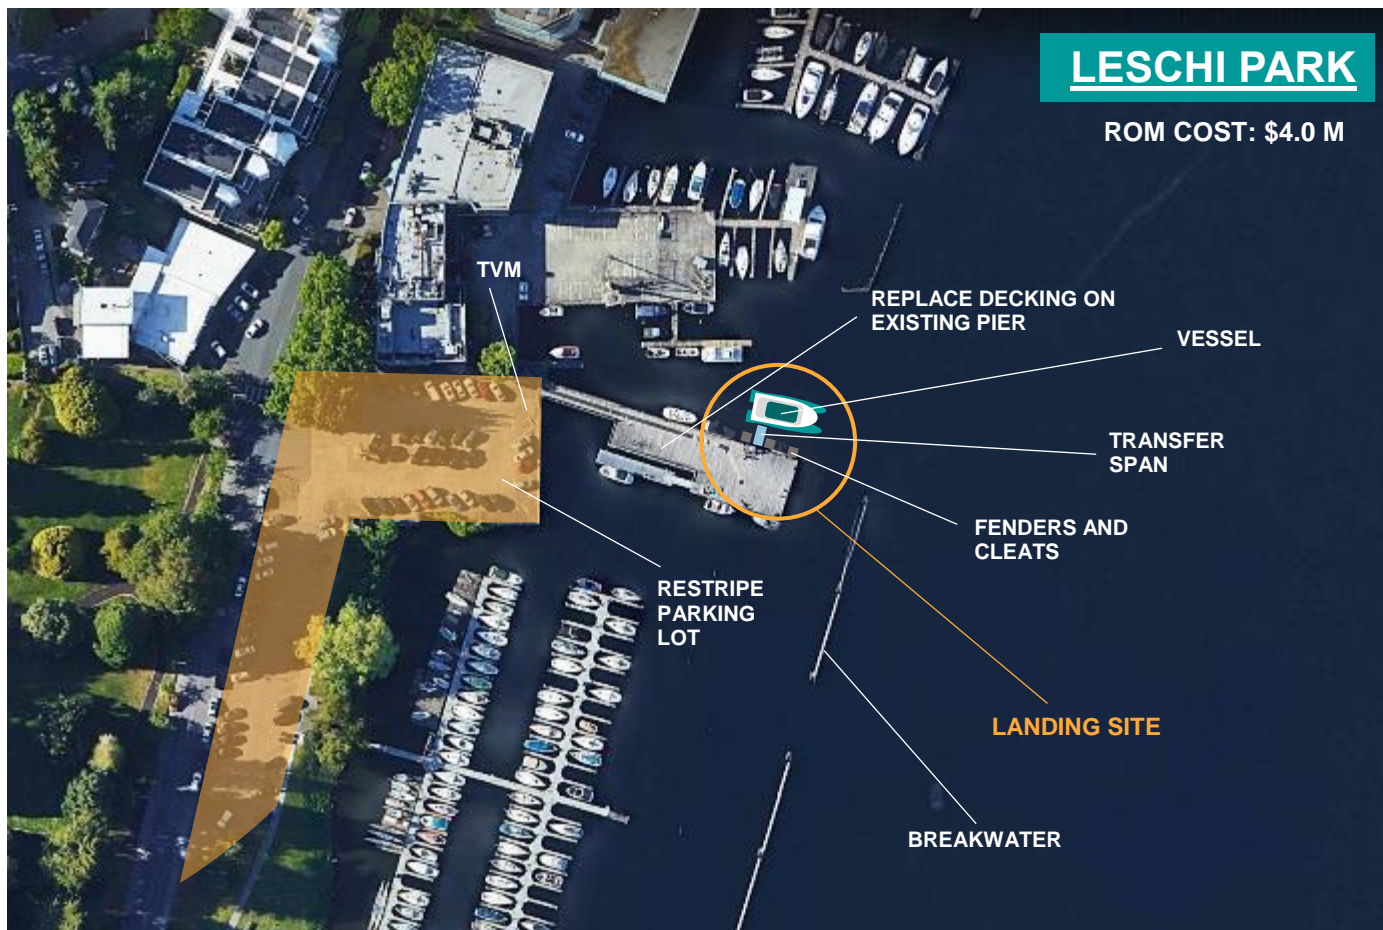 LESCHI PARK
ROM COST: $4.0 M
TVM
REPLACE DECKING ON
EXISTING PIER
VESSEL
TRANSFER
SPAN
FENDERS AND
CLEATS
RESTRIPE
PARKING
LOT
LANDING SITE
BREAKWATER